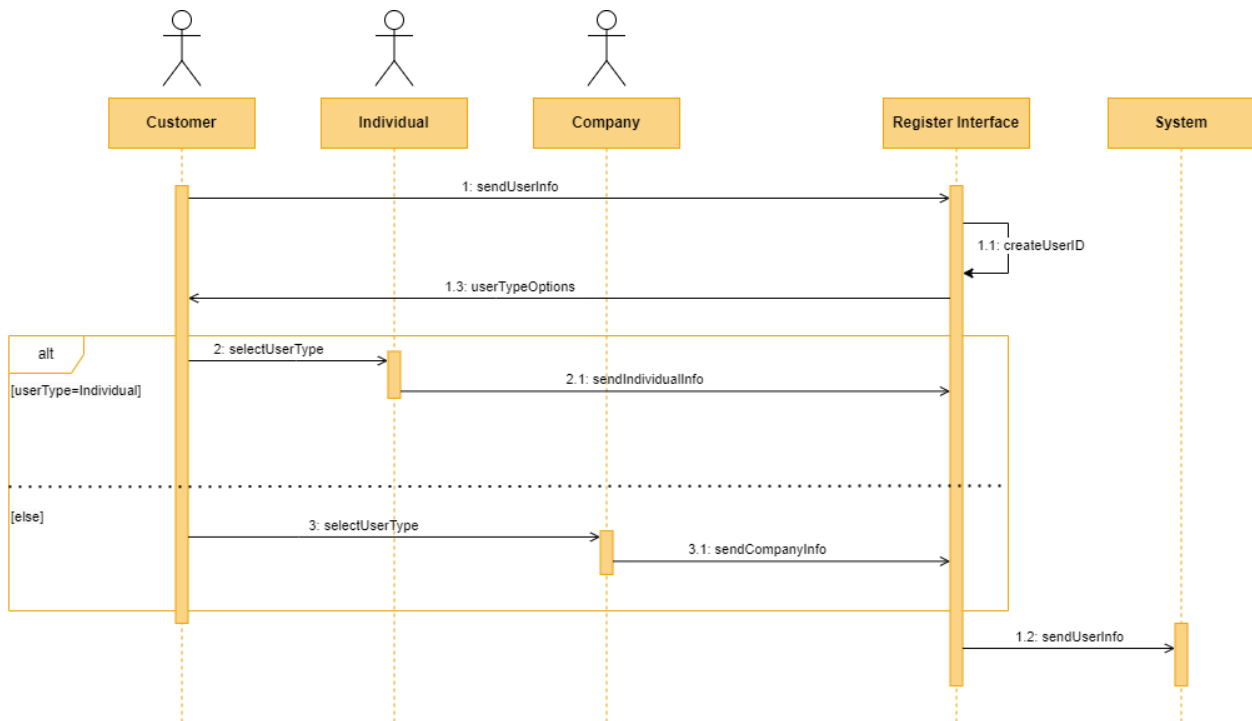 Customer
Individual
Company
Register Interface
System
1: sendUserInfo
1.1: createUserID
1.3: userTypeOptions
alt
2: selectUserType
2.1: sendIndividualInfo
[userType=Individual]
[else]
3: selectUserType
3.1: sendCompanyInfo
1.2: sendUserInfo